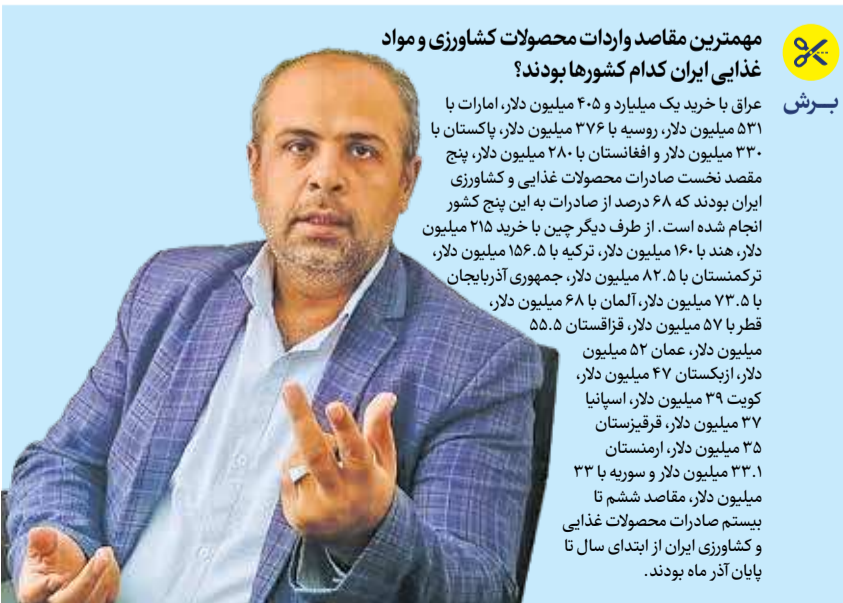 برش
مهمترین مقاصد واردات محصولات کشاورزی و مواد
غذایی ایران کدام کشورها بودند؟
عراق با خرید یک میلیارد و ۴۰۵ میلیون دلار، امارات با
۵۳۱ میلیون دلار، روسیه با ۳۷۶ میلیون دلار، پاکستان با
۳۳۰ میلیون دلار و افغانستان با ۲۸۰ میلیون دلار، پنج
مقصد نخست صادرات محصولات غذایی و کشاورزی
ایران بودند که ۶۸ درصد از صادرات به این پنج کشور
انجام شده است. از طرف دیگر چین با خرید ۲۱۵ میلیون
دلار، هند با ۱۶۰ میلیون دلار، ترکیه با ۱۵۶.۵ میلیون دلار،
ترکمنستان با ۸۲.۵ میلیون دلار، جمهوری آذربایجان
با ۷۳.۵ میلیون دلار، آلمان با ۶۸ میلیون دلار،
قطر با ۵۷ میلیون دلار، قزاقستان ۵۵.۵
میلیون دلار، عمان ۵۲ میلیون
دلار، ازبکستان ۴۷ میلیون دلار،
کویت ۳۹ میلیون دلار، اسپانیا
۳۷ میلیون دلار، قرقیزستان
۳۵ میلیون دلار، ارمنستان
۳۳.۱ میلیون دلار و سوریه با ۳۳
میلیون دلار، مقاصد ششم تا
بیستم صادرات محصولات غذایی
و کشاورزی ایران از ابتدای سال تا
پایان آذر ماه بودند.